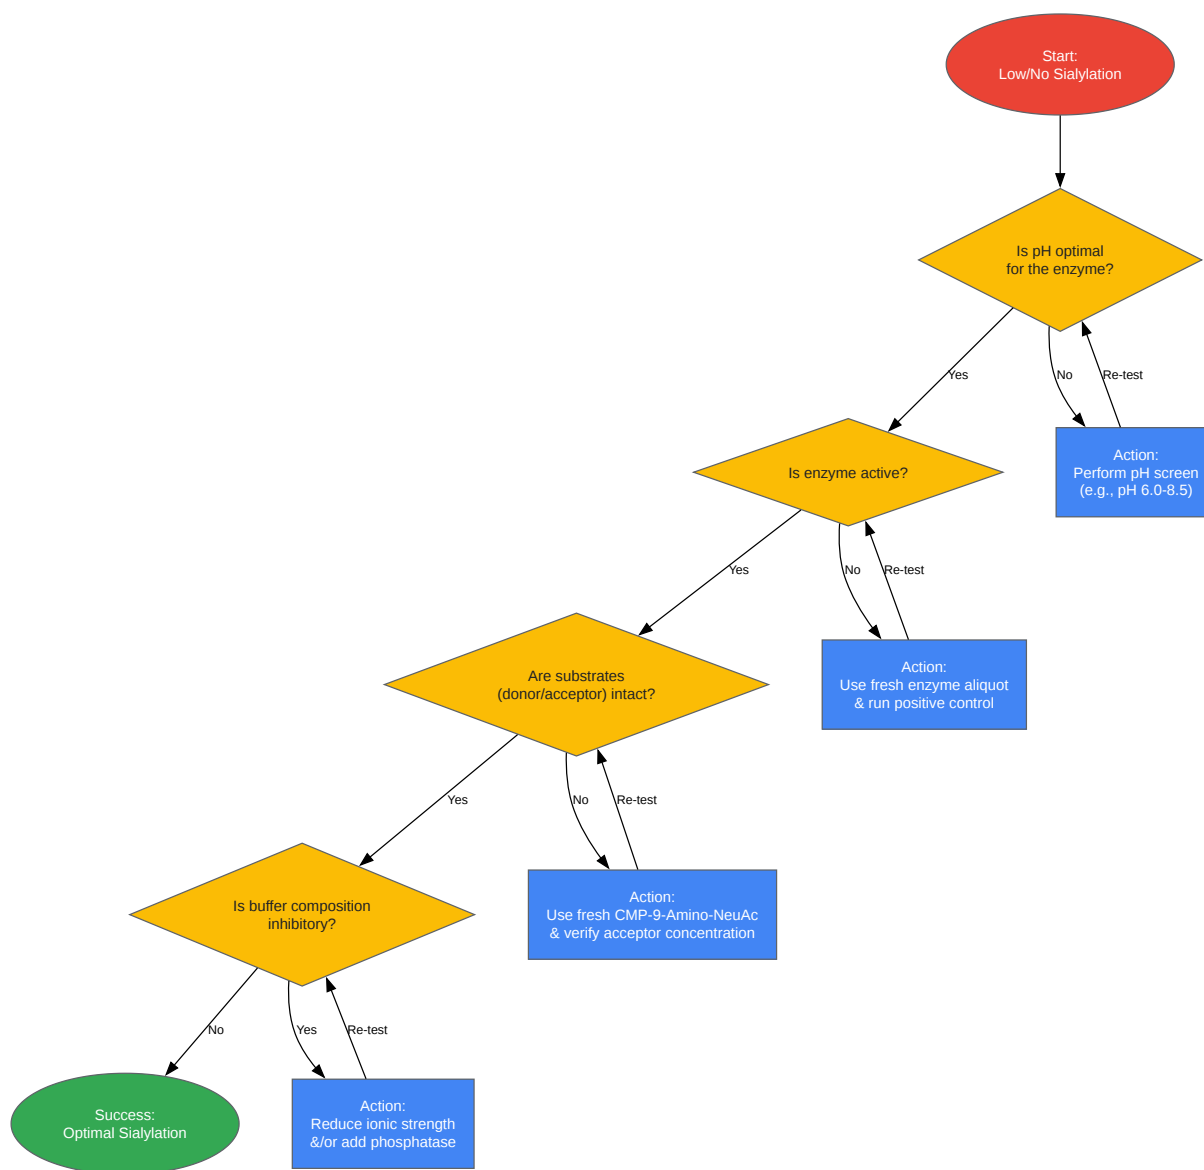 Start:
Low/No Sialylation
Is pH optimal
for the enzyme?
Yes
No
Re-test
Action:
Perform pH screen
(e.g., pH 6.0-8.5)
Is enzyme active?
Yes
No
Re-test
Action:
Use fresh enzyme aliquot
& run positive control
Are substrates
(donor/acceptor) intact?
Yes
No
Re-test
Action:
Use fresh CMP-9-Amino-NeuAc
& verify acceptor concentration
Is buffer composition
inhibitory?
No
Yes
Re-test
Success:
Optimal Sialylation
Action:
Reduce ionic strength
&/or add phosphatase